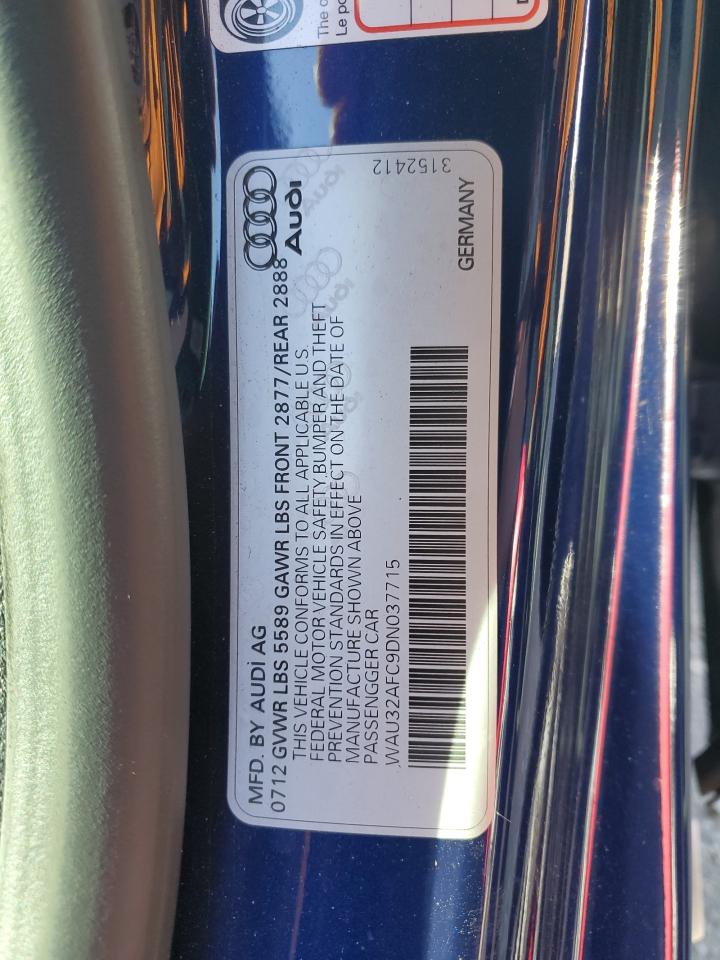 The
Le
Audi
MFD. BY AUDI AG
0712 GVWR LBS 5589 GAWR LBS FRONT 2877/REAR 2888
THIS VEHICLE CONFORMS TO ALL APPLICABLE U.S.
FEDERAL MOTOR VEHICLE SAFETY, BUMPER AND THEFT
PREVENTION STANDARDS IN EFFECT ON THE DATE OF
MANUFACTURE SHOWN ABOVE
PASSENGGER CAR
WAU32AFC9DN037715
3152412
GERMANY